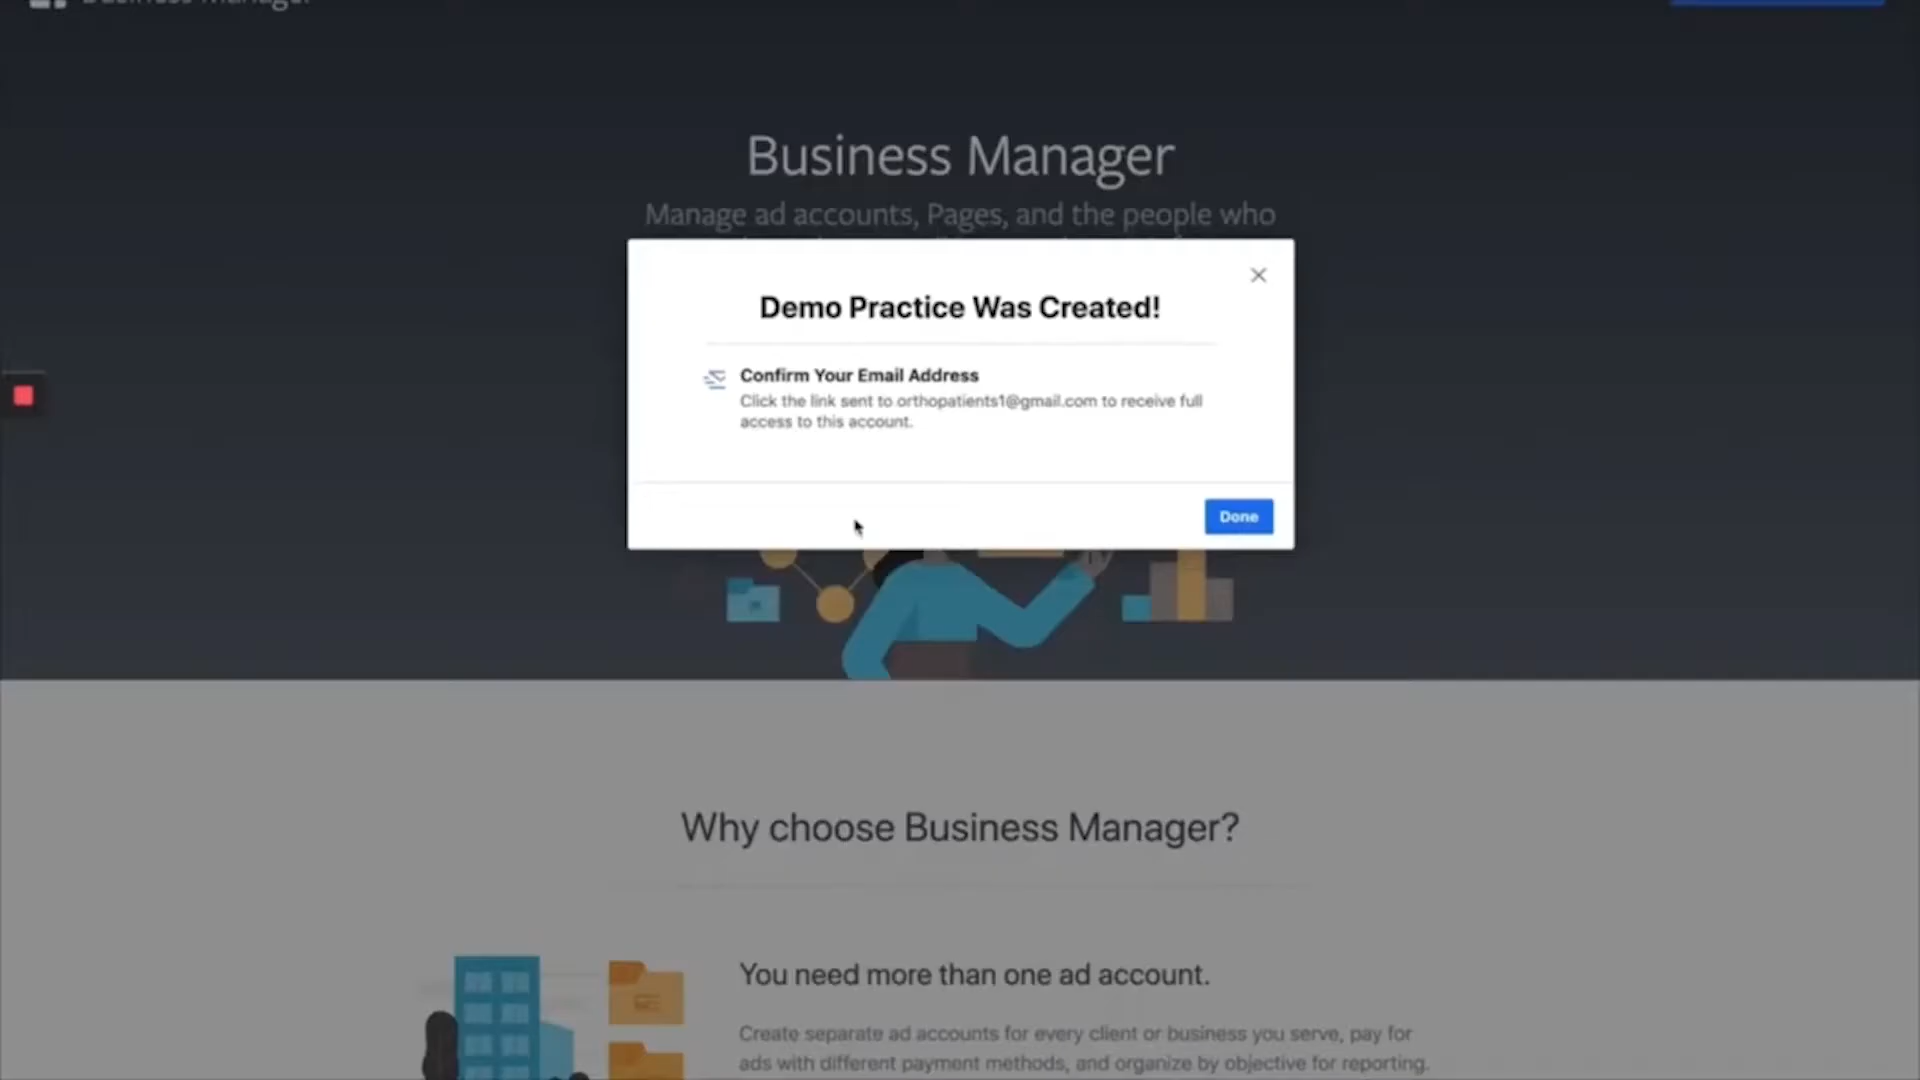 Business Manager
Business Manager
Manage ad accounts, Pages, and the people who
Demo Practice Was Created!
Confirm Your Email Address
Click the link sent to orthopatients1@gmail.com to receive full
access to this account.
Done
Why choose Business Manager?
You need more than one ad account.
Create separate ad accounts for every client or business you serve, pay for
ads with different payment methods, and organize by objective for reporting.